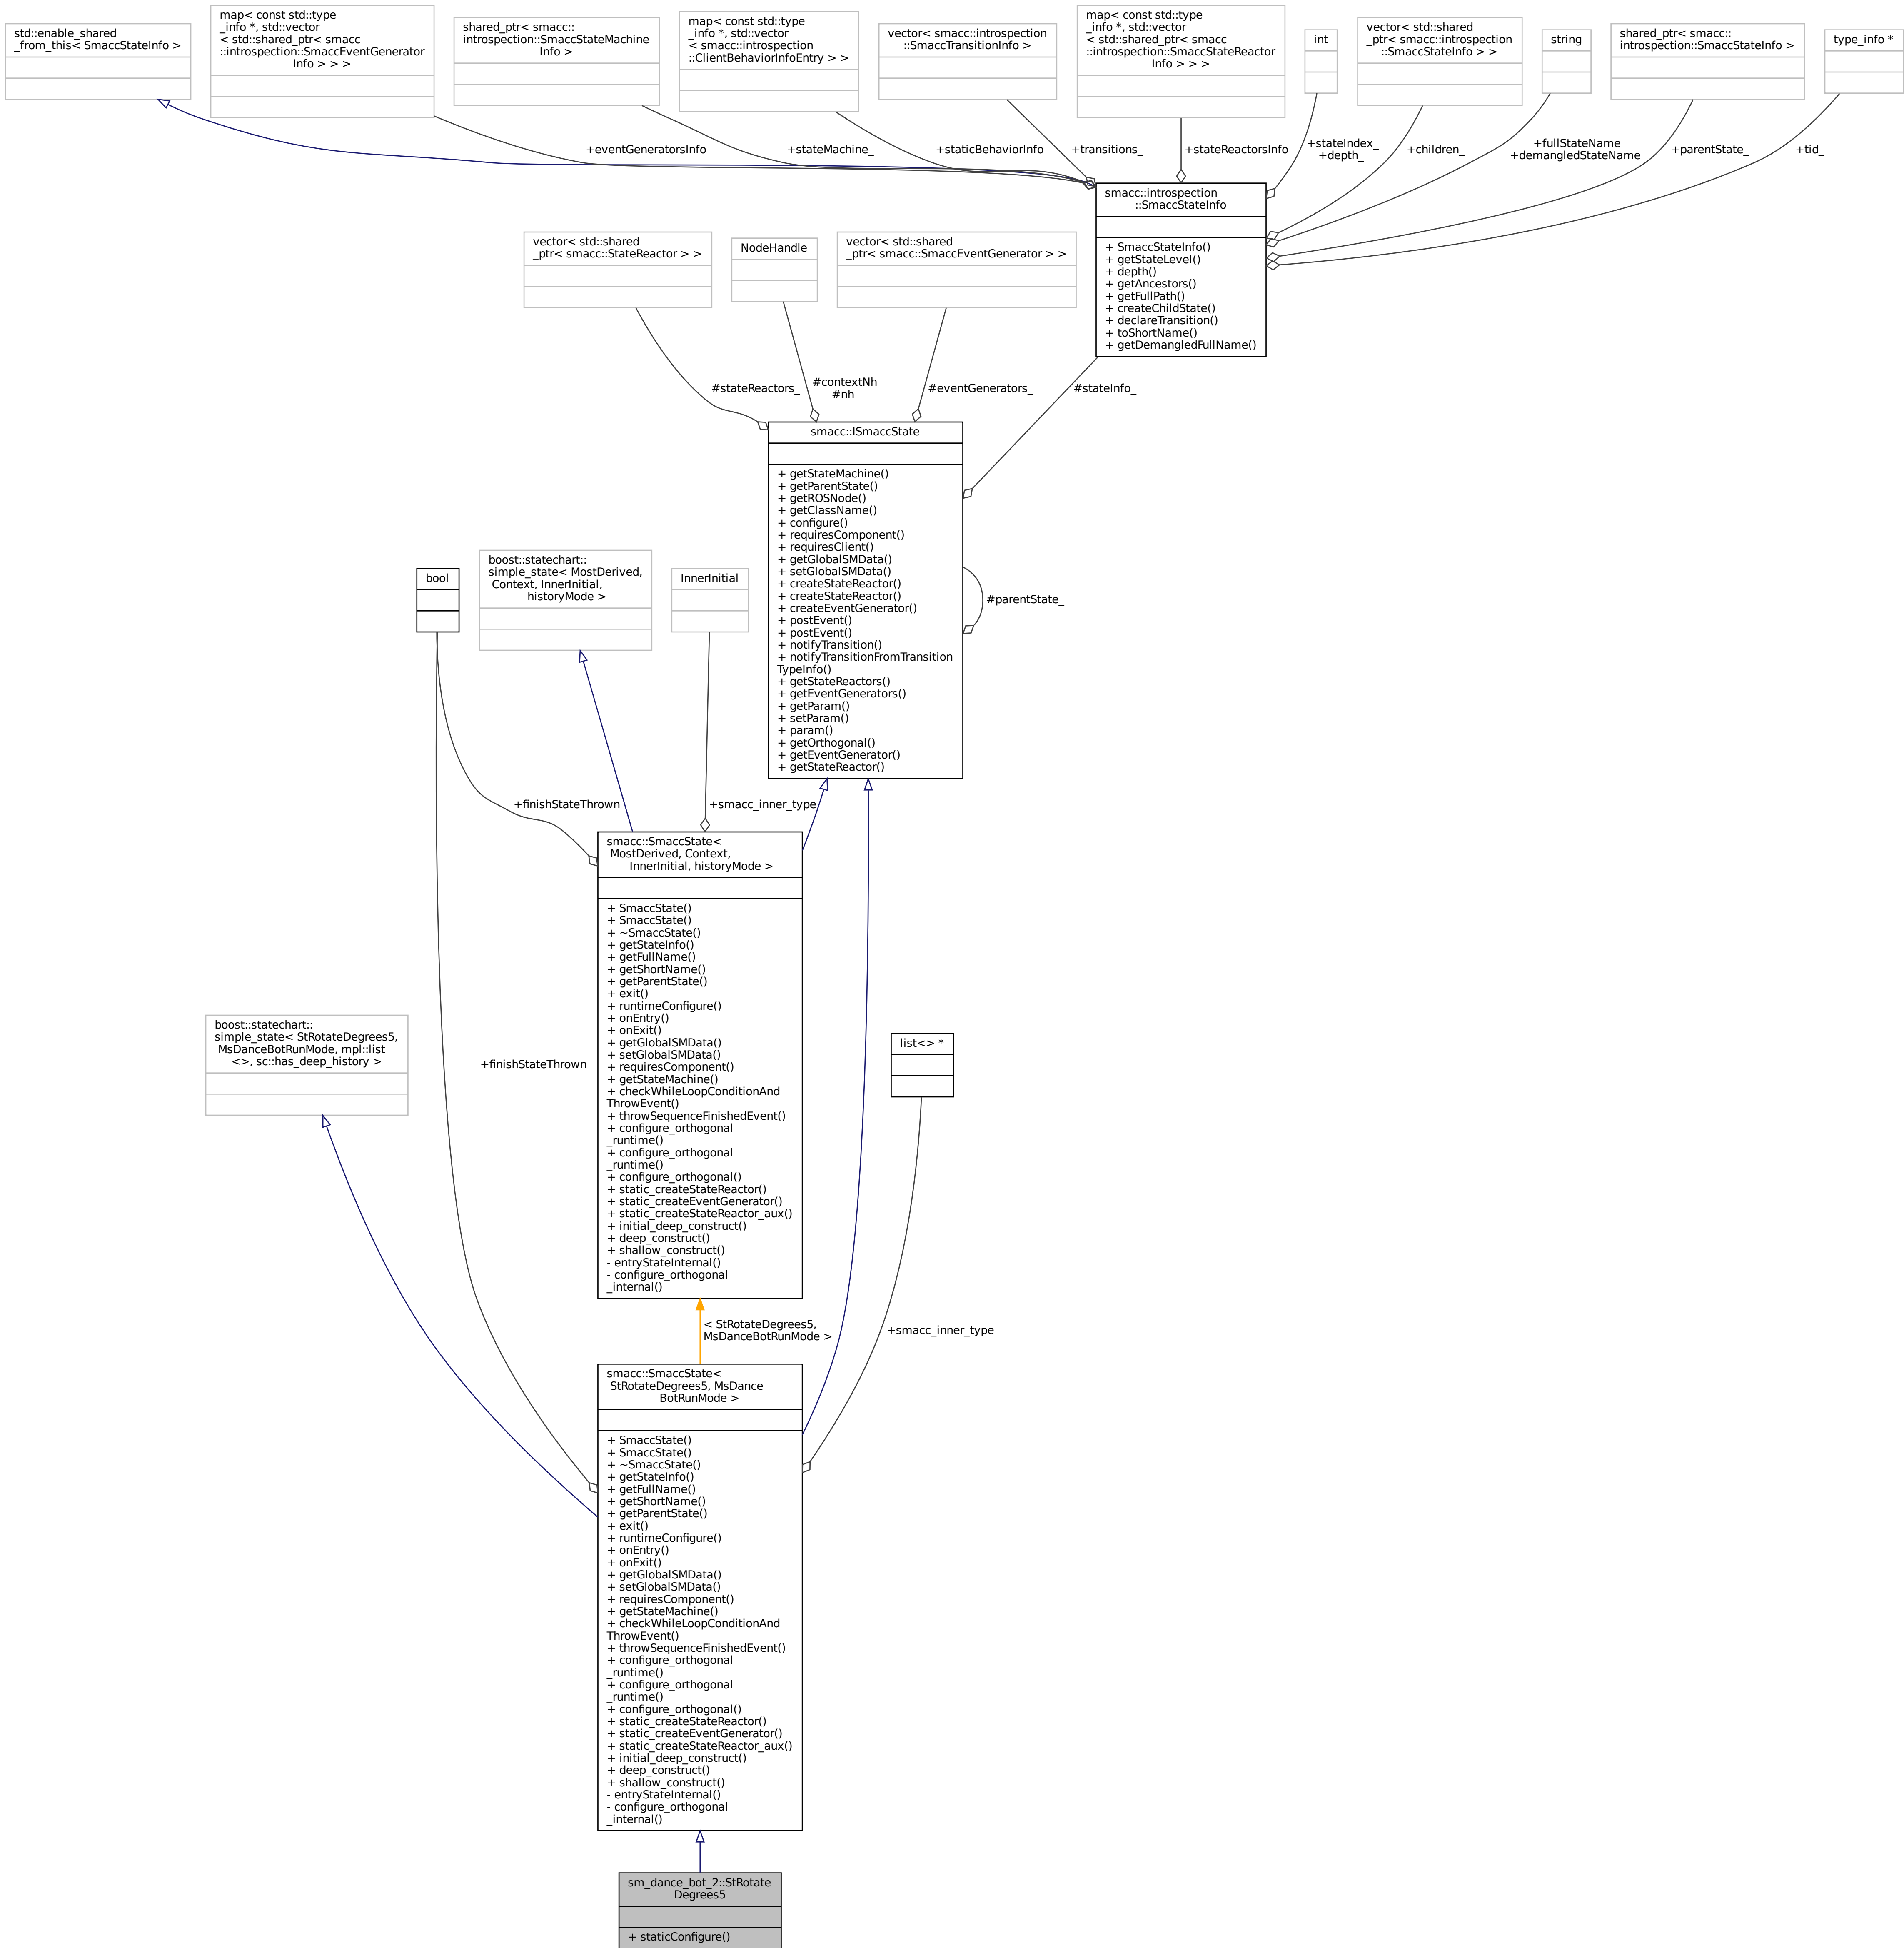 std::enable_shared
_from_this< SmaccStateInfo >
map< const std::type
_info *, std::vector
< std::shared_ptr< smacc
::introspection::SmaccEventGenerator
Info > > >
shared_ptr< smacc::
introspection::SmaccStateMachine
Info >
map< const std::type
_info *, std::vector
< smacc::introspection
::ClientBehaviorInfoEntry > >
vector< smacc::introspection
::SmaccTransitionInfo >
map< const std::type
_info *, std::vector
< std::shared_ptr< smacc
::introspection::SmaccStateReactor
Info > > >
int
vector< std::shared
_ptr< smacc::introspection
::SmaccStateInfo > >
string
shared_ptr< smacc::
introspection::SmaccStateInfo >
type_info *
+eventGeneratorsInfo
+stateMachine_
+staticBehaviorInfo
+transitions_
+stateReactorsInfo
+stateIndex_
+depth_
+children_
+fullStateName
+demangledStateName
+parentState_
+tid_
smacc::introspection
::SmaccStateInfo
+ SmaccStateInfo()
+ getStateLevel()
+ depth()
+ getAncestors()
+ getFullPath()
+ createChildState()
+ declareTransition()
+ toShortName()
+ getDemangledFullName()
vector< std::shared
_ptr< smacc::StateReactor > >
NodeHandle
vector< std::shared
_ptr< smacc::SmaccEventGenerator > >
#stateReactors_
#contextNh
#nh
#eventGenerators_
#stateInfo_
smacc::ISmaccState
+ getStateMachine()
+ getParentState()
+ getROSNode()
+ getClassName()
+ configure()
+ requiresComponent()
+ requiresClient()
+ getGlobalSMData()
+ setGlobalSMData()
+ createStateReactor()
+ createStateReactor()
+ createEventGenerator()
+ postEvent()
+ postEvent()
+ notifyTransition()
+ notifyTransitionFromTransition
TypeInfo()
+ getStateReactors()
+ getEventGenerators()
+ getParam()
+ setParam()
+ param()
+ getOrthogonal()
+ getEventGenerator()
+ getStateReactor()
#parentState_
bool
boost::statechart::
simple_state< MostDerived,
Context, InnerInitial,
historyMode >
InnerInitial
+finishStateThrown
+smacc_inner_type
smacc::SmaccState<
MostDerived, Context,
InnerInitial, historyMode >
+ SmaccState()
+ SmaccState()
+ ~SmaccState()
+ getStateInfo()
+ getFullName()
+ getShortName()
+ getParentState()
+ exit()
+ runtimeConfigure()
+ onEntry()
+ onExit()
+ getGlobalSMData()
+ setGlobalSMData()
+ requiresComponent()
+ getStateMachine()
+ checkWhileLoopConditionAnd
ThrowEvent()
+ throwSequenceFinishedEvent()
+ configure_orthogonal
_runtime()
+ configure_orthogonal
_runtime()
+ configure_orthogonal()
+ static_createStateReactor()
+ static_createEventGenerator()
+ static_createStateReactor_aux()
+ initial_deep_construct()
+ deep_construct()
+ shallow_construct()
- entryStateInternal()
- configure_orthogonal
_internal()
boost::statechart::
simple_state< StRotateDegrees5,
MsDanceBotRunMode, mpl::list
<>, sc::has_deep_history >
+finishStateThrown
list<> *
< StRotateDegrees5,
MsDanceBotRunMode >
+smacc_inner_type
smacc::SmaccState<
StRotateDegrees5, MsDance
BotRunMode >
+ SmaccState()
+ SmaccState()
+ ~SmaccState()
+ getStateInfo()
+ getFullName()
+ getShortName()
+ getParentState()
+ exit()
+ runtimeConfigure()
+ onEntry()
+ onExit()
+ getGlobalSMData()
+ setGlobalSMData()
+ requiresComponent()
+ getStateMachine()
+ checkWhileLoopConditionAnd
ThrowEvent()
+ throwSequenceFinishedEvent()
+ configure_orthogonal
_runtime()
+ configure_orthogonal
_runtime()
+ configure_orthogonal()
+ static_createStateReactor()
+ static_createEventGenerator()
+ static_createStateReactor_aux()
+ initial_deep_construct()
+ deep_construct()
+ shallow_construct()
- entryStateInternal()
- configure_orthogonal
_internal()
sm_dance_bot_2::StRotate
Degrees5
+ staticConfigure()